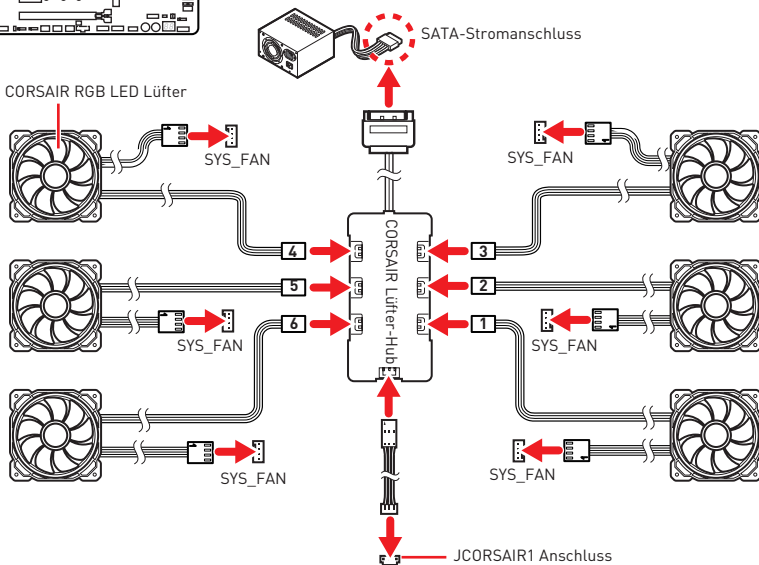 SATA-Stromanschluss
CORSAIR RGB LED Lüfter
SYS_FAN
SYS_FAN
4
3
CORSAIR Lüfter-Hub
5
2
6
1
SYS_FAN
SYS_FAN
SYS_FAN
SYS_FAN
JCORSAIR1 Anschluss